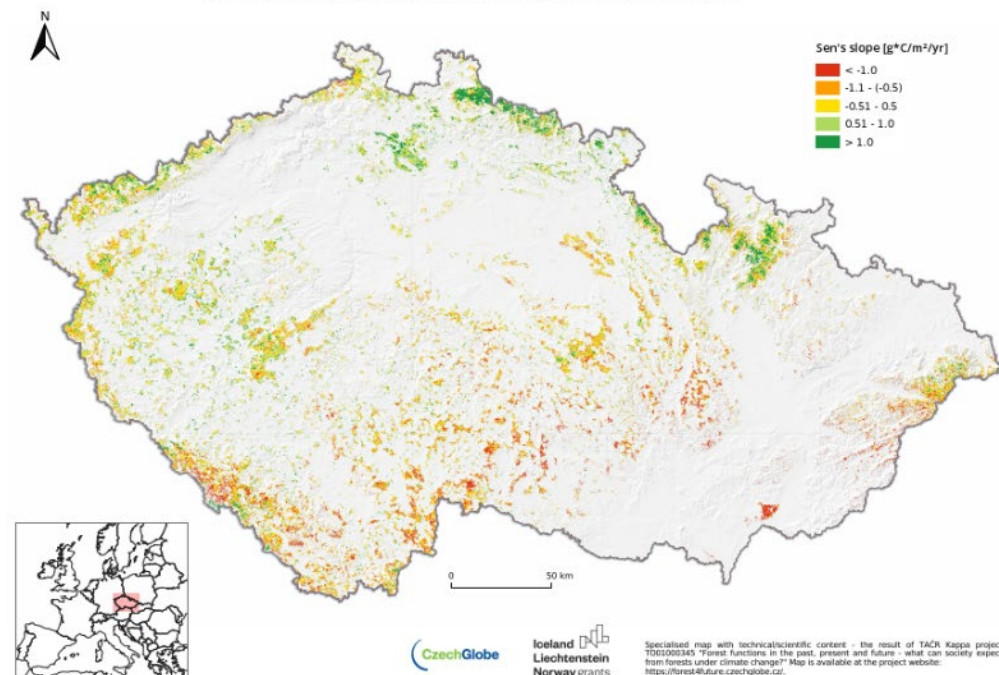 N
Sen's slope [g*C/m²/yr]
< -1.0
-1.1 - (-0.5)
-0.51 - 0.5
0.51 - 1.0
> 1.0
0 50 km
CzechGlobe
Iceland
Liechtenstein
Norway grants
Specialised map with technical/scientific content - the result of TAČR Kappa projec
TO01000345 "Forest functions in the past, present and future - what can society expec
from forests under climate change?" Map is available at the project website:
https://forest4future.czechglobe.cz/.